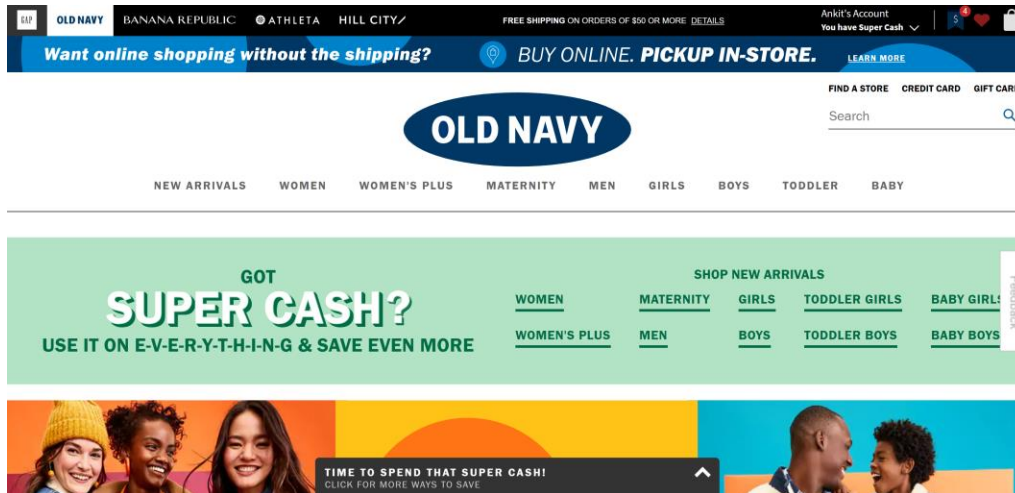 GAP OLD NAVY BANANA REPUBLIC ATHLETA HILL CITY FREE SHIPPING ON ORDERS OF $50 OR MORE DETAILS
Ankit's Account
You have Super Cash
$ 4
Want online shopping without the shipping? BUY ONLINE. PICKUP IN-STORE. LEARN MORE
FIND A STORE CREDIT CARD GIFT CAR
Search
OLD NAVY
NEW ARRIVALS WOMEN WOMEN'S PLUS MATERNITY MEN GIRLS BOYS TODDLER BABY
GOT
SUPER CASH?
USE IT ON E-V-E-R-Y-T-H-I-N-G & SAVE EVEN MORE
SHOP NEW ARRIVALS
WOMEN MATERNITY GIRLS TODDLER GIRLS BABY GIRLS
WOMEN'S PLUS MEN BOYS TODDLER BOYS BABY BOYS
Feedback
TIME TO SPEND THAT SUPER CASH!
CLICK FOR MORE WAYS TO SAVE